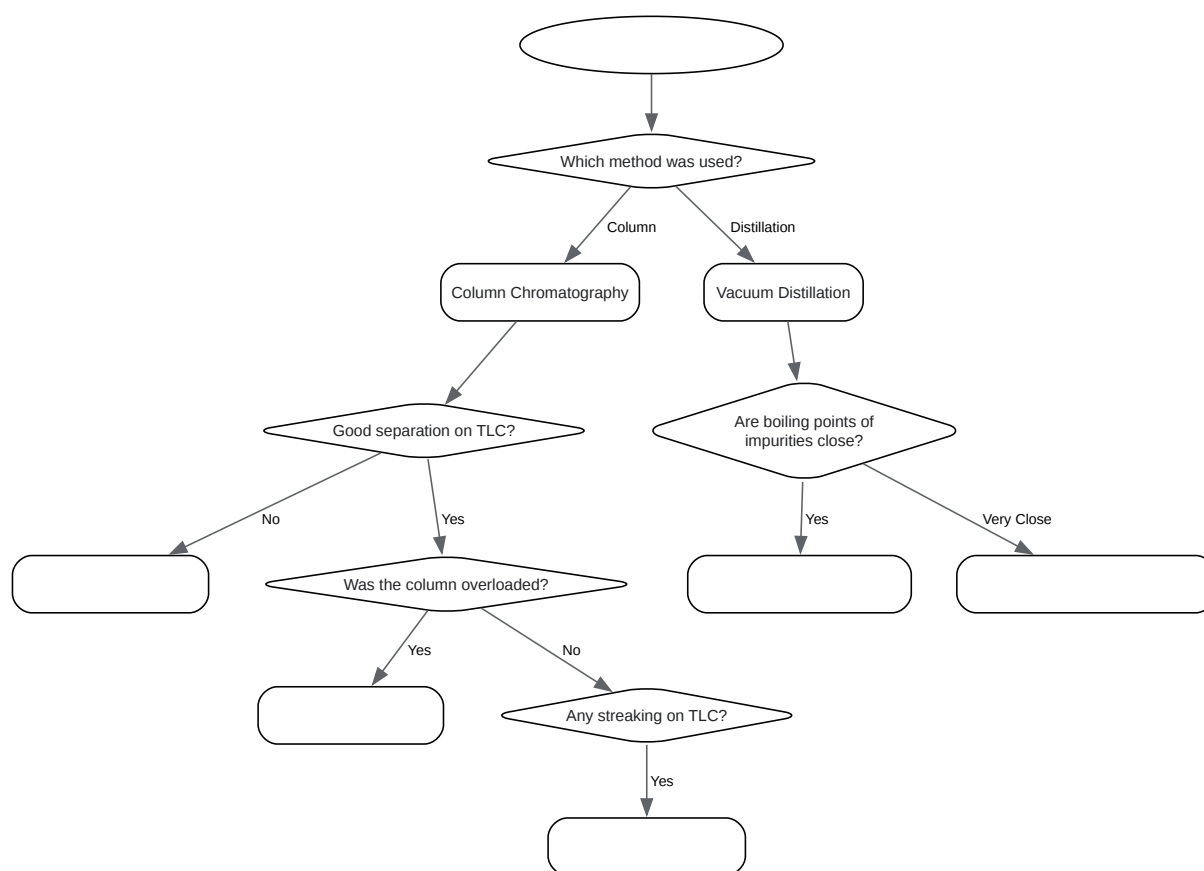 Which method was used?
Column
Distillation
Column Chromatography
Vacuum Distillation
Good separation on TLC?
Are boiling points of
impurities close?
No
Yes
Yes
Very Close
Was the column overloaded?
Yes
No
Any streaking on TLC?
Yes